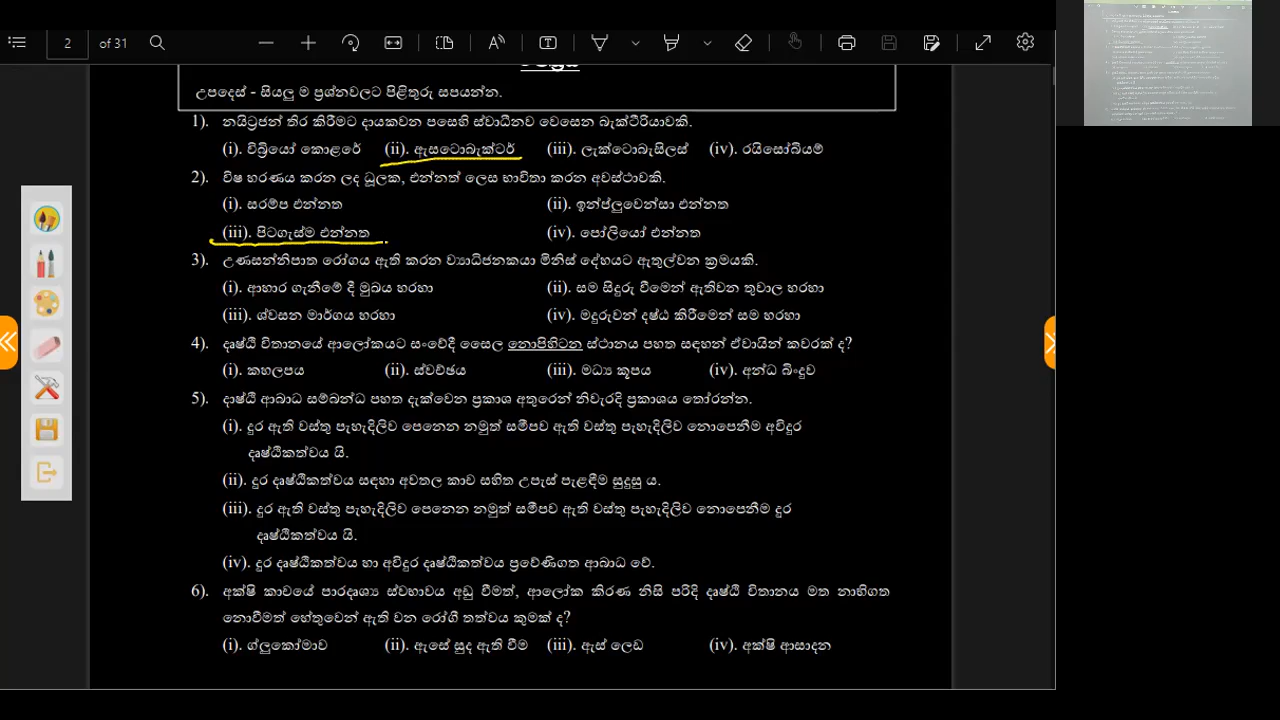 2 of 31
උපදෙස් - සියලු ම ප්‍රශ්නවලට පිළිතුරු සපයන්න.
(i). විබ්‍රියෝ කොළරේ (ii). ඇසටොබැක්ටර් (iii). ලැක්ටොබැසිලස් (iv). රයිසෝබියම්
2). විෂ හරණය කරන ලද ධූලක, එන්නත් ලෙස භාවිතා කරන අවස්ථාවකි.
(i). සරම්ප එන්නත (ii). ඉන්ප්ලුවෙන්සා එන්නත
(iii). පිටගැස්ම එන්නත (iv). පෝලියෝ එන්නත
3). උණසන්නිපාත රෝගය ඇති කරන ව්‍යාධිජනකයා මිනිස් දේහයට ඇතුල්වන ක්‍රමයකි.
(i). ආහාර ගැනීමේ දි මුඛය හරහා (ii). සම සිදුරු වීමෙන් ඇතිවන තුවාල හරහා
(iii). ශ්වසන මාර්ගය හරහා (iv). මදුරුවන් දෂ්ඨ කිරීමෙන් සම හරහා
4). දෘෂ්ඨි විතානයේ ආලෝකයට සංවේදී සෛල නොපිහිටන ස්ථානය පහත සඳහන් ඒවායින් කවරක් ද?
(i). කහලපය (ii). ස්වච්ඡය (iii). මධ්‍ය කූපය (iv). අන්ධ බිංදුව
5). දෘෂ්ඨි ආබාධ සම්බන්ධ පහත දැක්වෙන ප්‍රකාශ අතුරෙන් නිවැරදි ප්‍රකාශය තෝරන්න.
(i). දුර ඇති වස්තු පැහැදිලිව පෙනෙන නමුත් සමීපව ඇති වස්තු පැහැදිලිව නොපෙනීම අවිදුර
දෘෂ්ඨිකත්වය යි.
(ii). දුර දෘෂ්ඨිකත්වය සඳහා අවතල කාච සහිත උපැස් පැළඳීම සුදුසු ය.
(iii). දුර ඇති වස්තු පැහැදිලිව පෙනෙන නමුත් සමීපව ඇති වස්තු පැහැදිලිව නොපෙනීම දුර
දෘෂ්ඨිකත්වය යි.
(iv). දුර දෘෂ්ඨිකත්වය හා අවිදුර දෘෂ්ඨිකත්වය ප්‍රවේණිගත ආබාධ වේ.
6). අක්ෂි කාචයේ පාරදෘශ්‍ය ස්වභාවය අඩු වීමත්, ආලෝක කිරණ නිසි පරිදි දෘෂ්ඨි විතානය මත නාභිගත
නොවීමත් හේතුවෙන් ඇති වන රෝගී තත්වය කුමක් ද?
(i). ග්ලුකෝමාව (ii). ඇසේ සුද ඇති වීම (iii). ඇස් ලෙඩ (iv). අක්ෂි ආසාදන